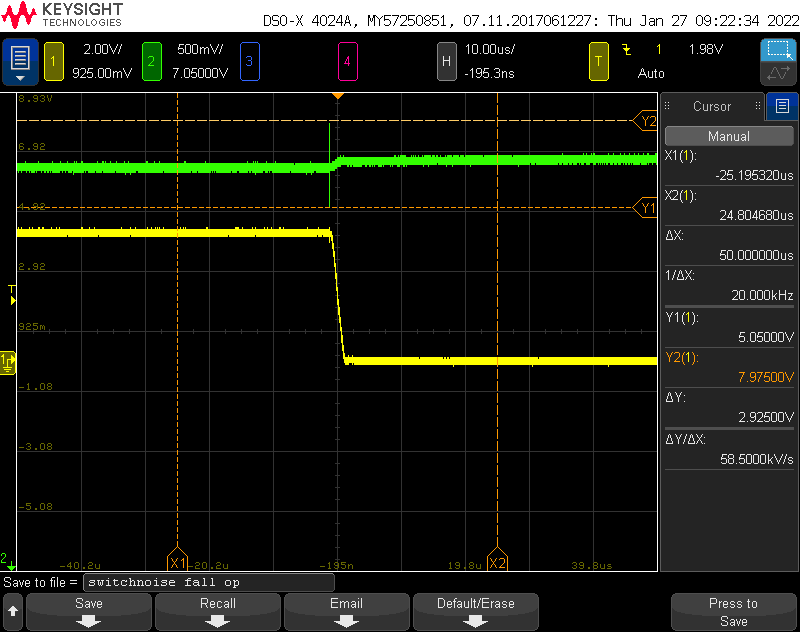 KEYSIGHT
TECHNOLOGIES
DSO-X 4024A, MY57250851, 07.11.2017061227: Thu Jan 27 09:22:34 2022
1 2.00V/ 925.00mV
2 500mV/ 7.05000V
3
4
H 10.00us/ -195.3ns
T 1 1.98V
Auto
8.93V
6.92
4.92
2.92
925m
-1.08
-3.08
-5.08
Y2
Y1
T
1
2
-40.2u
X1
-20.2u
-195n
19.8u
X2
39.8us
Cursor
Manual
X1(1):
-25.195320us
X2(1):
24.804680us
ΔX:
50.000000us
1/ΔX:
20.000kHz
Y1(1):
5.05000V
Y2(1):
7.97500V
ΔY:
2.92500V
ΔY/ΔX:
58.5000kV/s
Save to file = switchnoise fall op
Save
Recall
Email
Default/Erase
Press to
Save